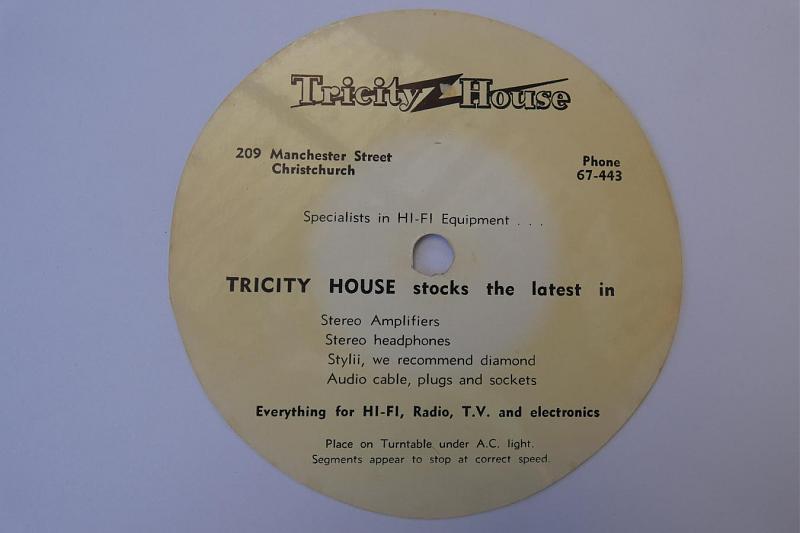 Tricity House
209 Manchester Street
Christchurch
Phone
67-443
Specialists in HI-FI Equipment . . .
TRICITY HOUSE stocks the latest in
Stereo Amplifiers
Stereo headphones
Stylii, we recommend diamond
Audio cable, plugs and sockets
Everything for HI-FI, Radio, T.V. and electronics
Place on Turntable under A.C. light.
Segments appear to stop at correct speed.